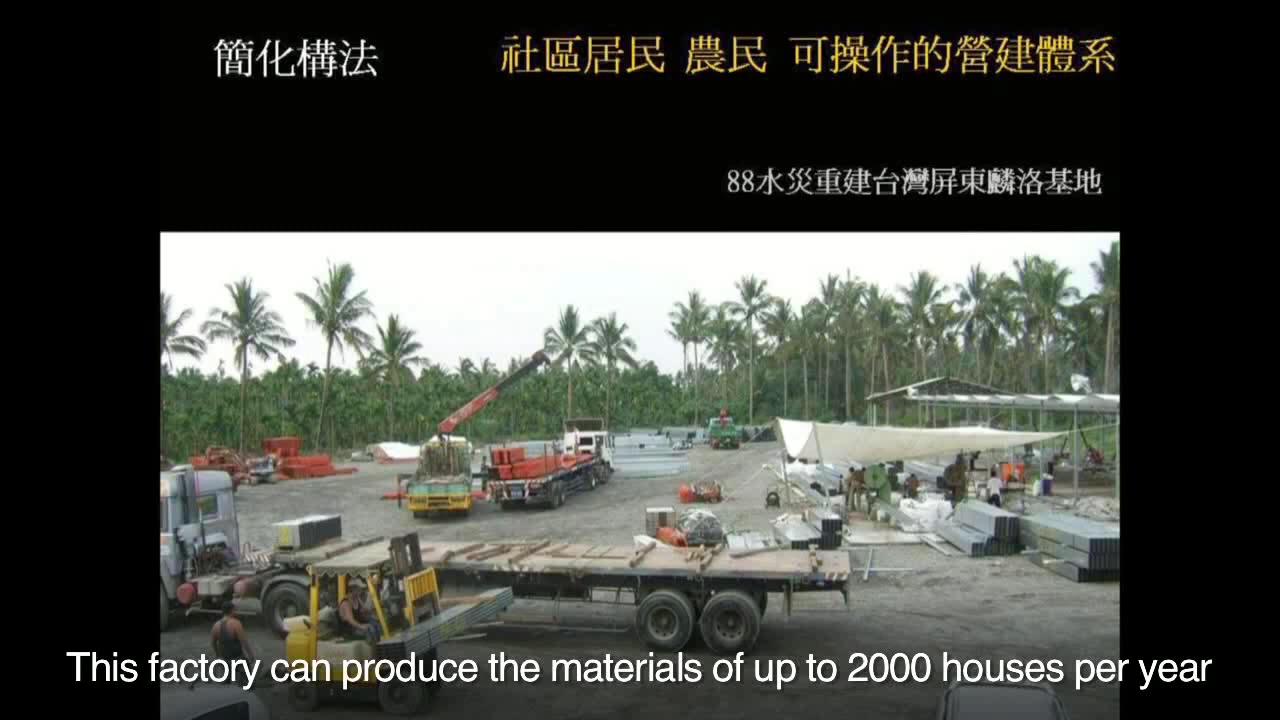 簡化構法
社區居民 農民 可操作的營建體系
88水災重建台灣屏東麟洛基地
This factory can produce the materials of up to 2000 houses per year